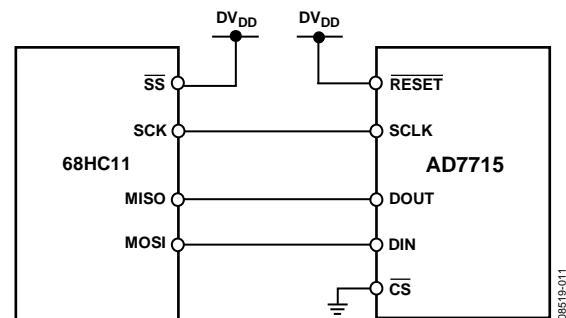 DVDD DVDD
SS RESET
SCK SCLK
68HC11 AD7715
MISO DOUT
MOSI DIN
CS
08519-011